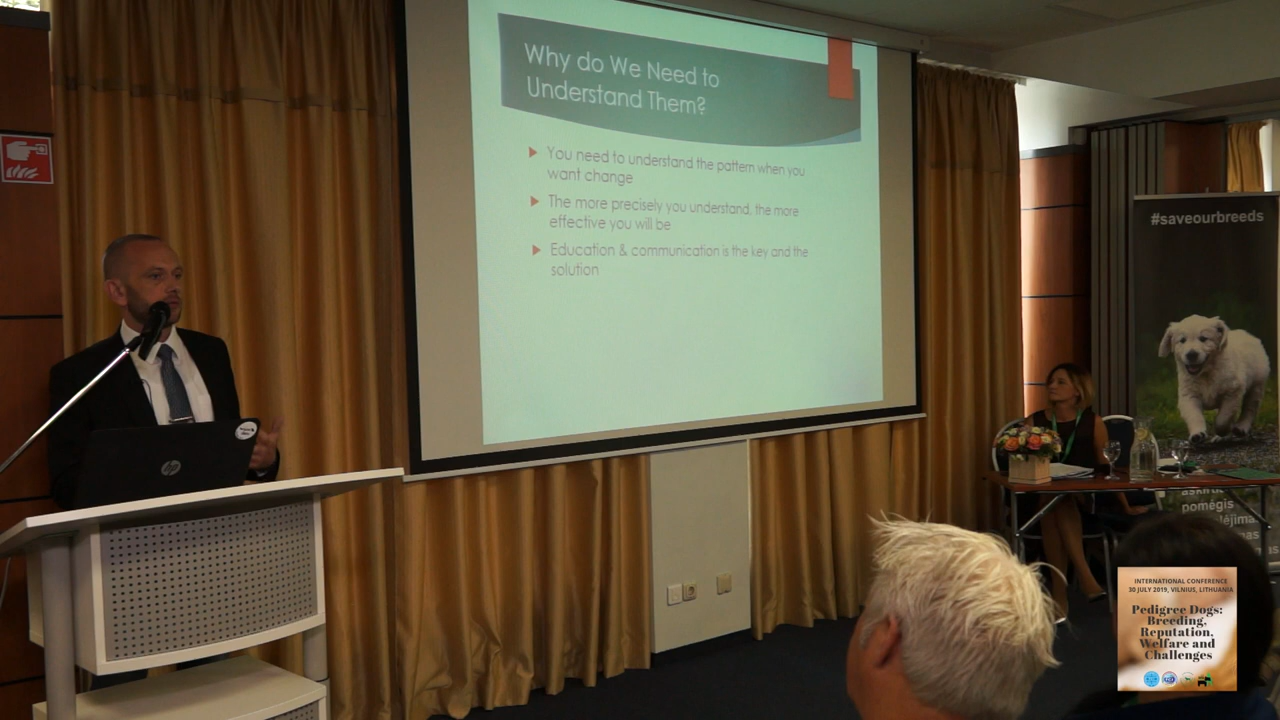 Why do We Need to
Understand Them?
You need to understand the pattern when you
want change
The more precisely you understand, the more
effective you will be
Education & communication is the key and the
solution
#saveourbreeds
pomėgis
hp
INTERNATIONAL CONFERENCE
30 JULY 2019, VILNIUS, LITHUANIA
Pedigree Dogs:
Breeding,
Reputation,
Welfare and
Challenges